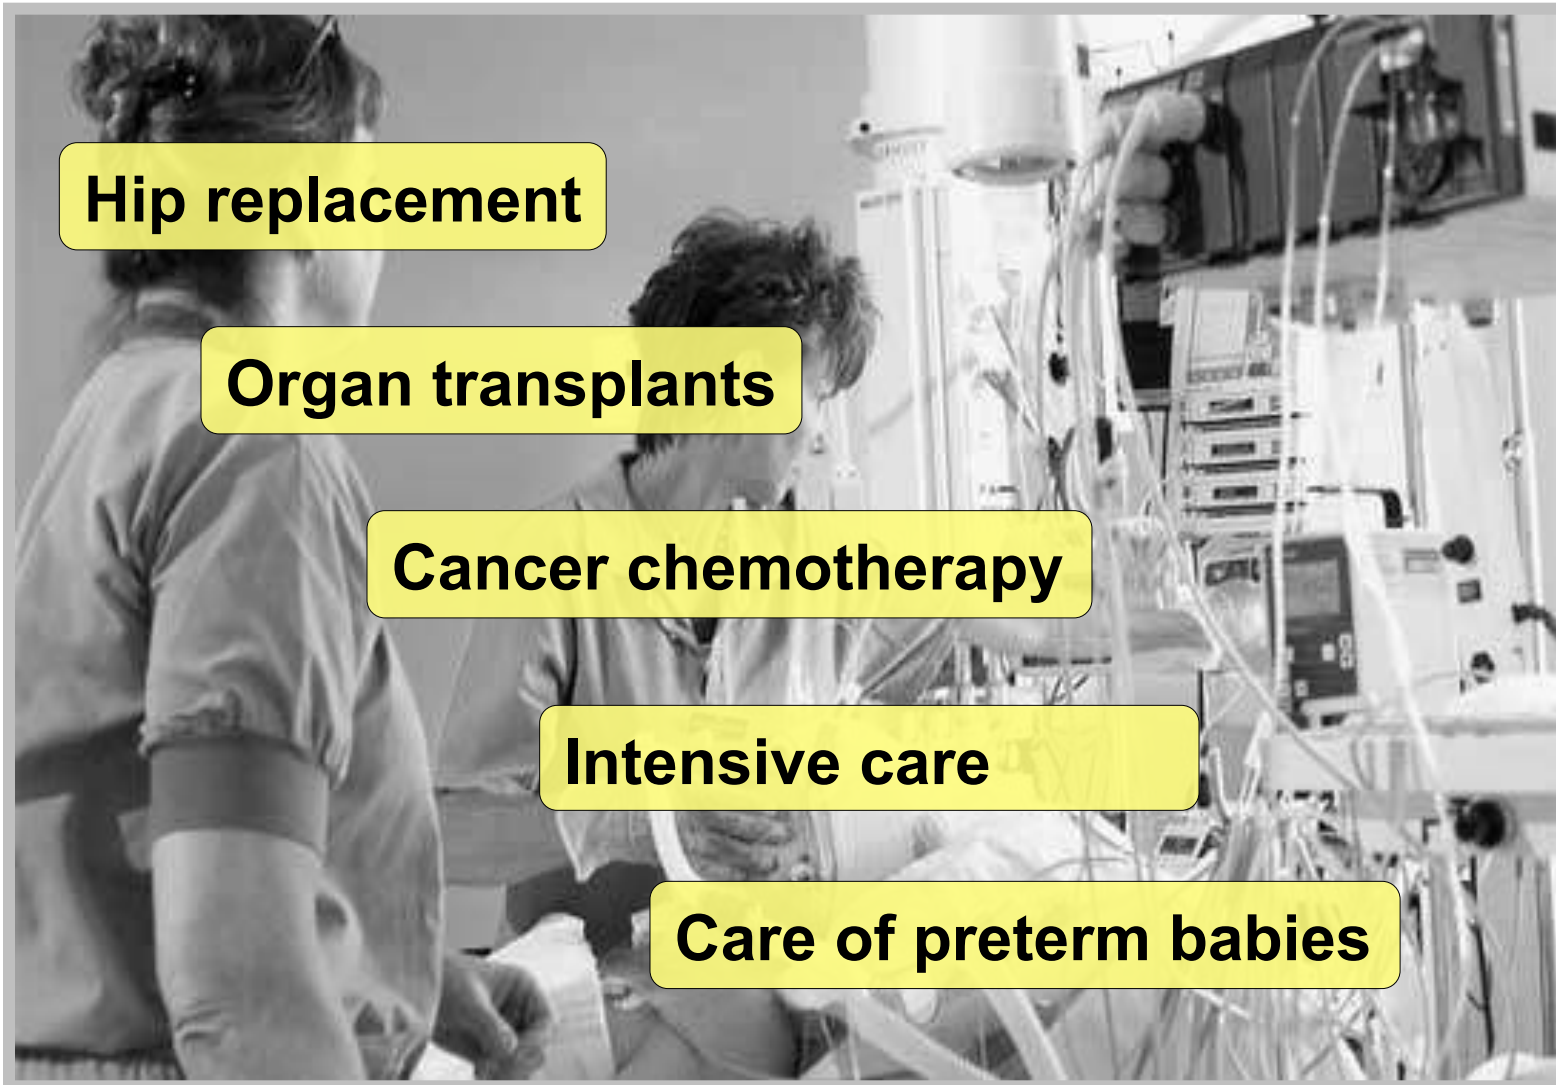 Hip replacement
Organ transplants
Cancer chemotherapy
Intensive care
Care of preterm babies